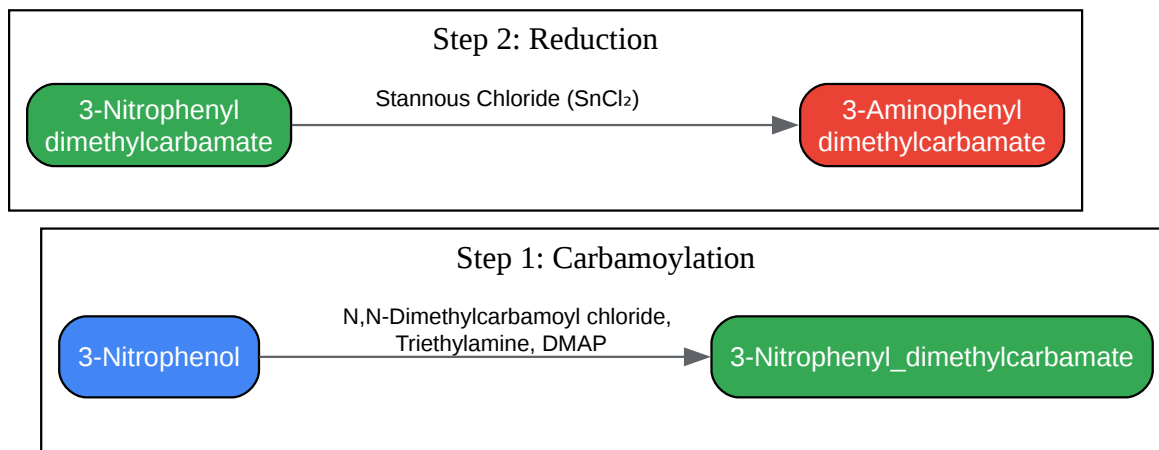 Step 2: Reduction
3-Nitrophenyl
dimethylcarbamate
Stannous Chloride (SnCl₂)
3-Aminophenyl
dimethylcarbamate
Step 1: Carbamoylation
3-Nitrophenol
N,N-Dimethylcarbamoyl chloride,
Triethylamine, DMAP
3-Nitrophenyl_dimethylcarbamate